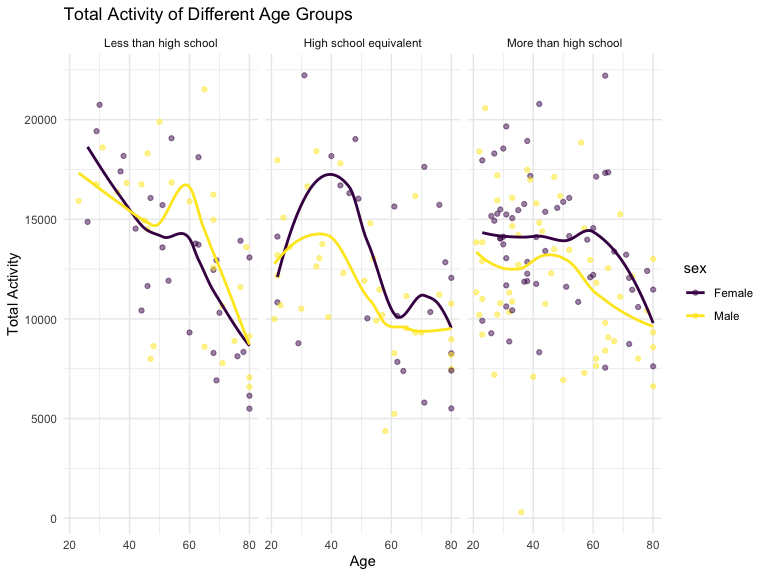 Total Activity of Different Age Groups
Less than high school
High school equivalent
More than high school
20000
15000
10000
5000
0
Total Activity
20 40 60 80
20 40 60 80
20 40 60 80
Age
sex
Female
Male